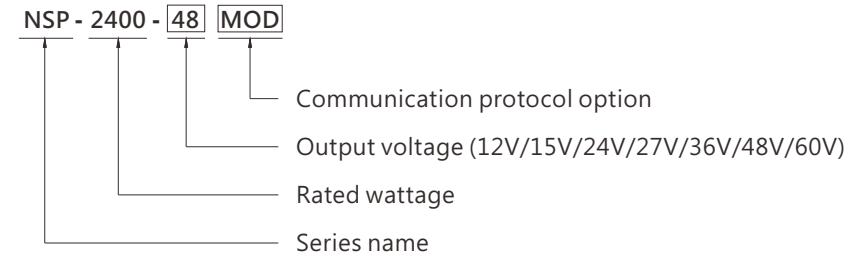 NSP - 2400 - 48 MOD
Communication protocol option
Output voltage (12V/15V/24V/27V/36V/48V/60V)
Rated wattage
Series name